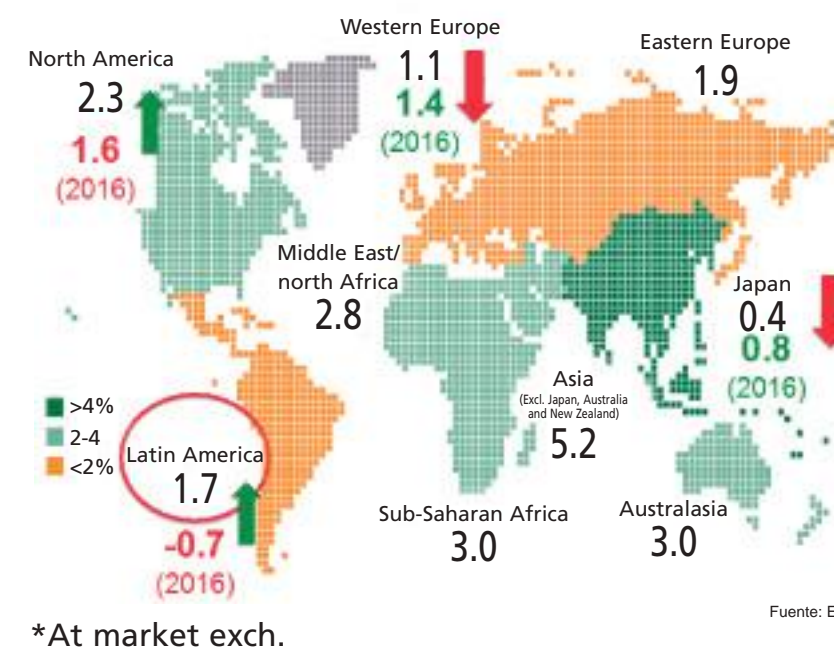 Western Europe
1.1
1.4
(2016)
Eastern Europe
1.9
North America
2.3
1.6
(2016)
Middle East/
north Africa
2.8
Japan
0.4
0.8
(2016)
Asia
(Excl. Japan, Australia
and New Zealand)
5.2
>4%
2-4
<2%
Latin America
1.7
-0.7
(2016)
Sub-Saharan Africa
3.0
Australasia
3.0
Fuente: E
*At market exch.